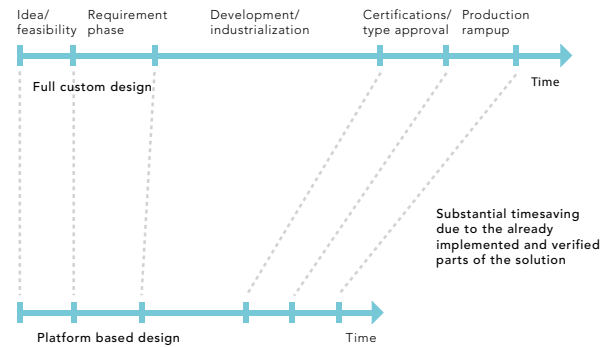 Idea/
feasibility
Requirement
phase
Development/
industrialization
Certifications/
type approval
Production
rampup
Full custom design
Time
Substantial timesaving
due to the already
implemented and verified
parts of the solution
Platform based design
Time